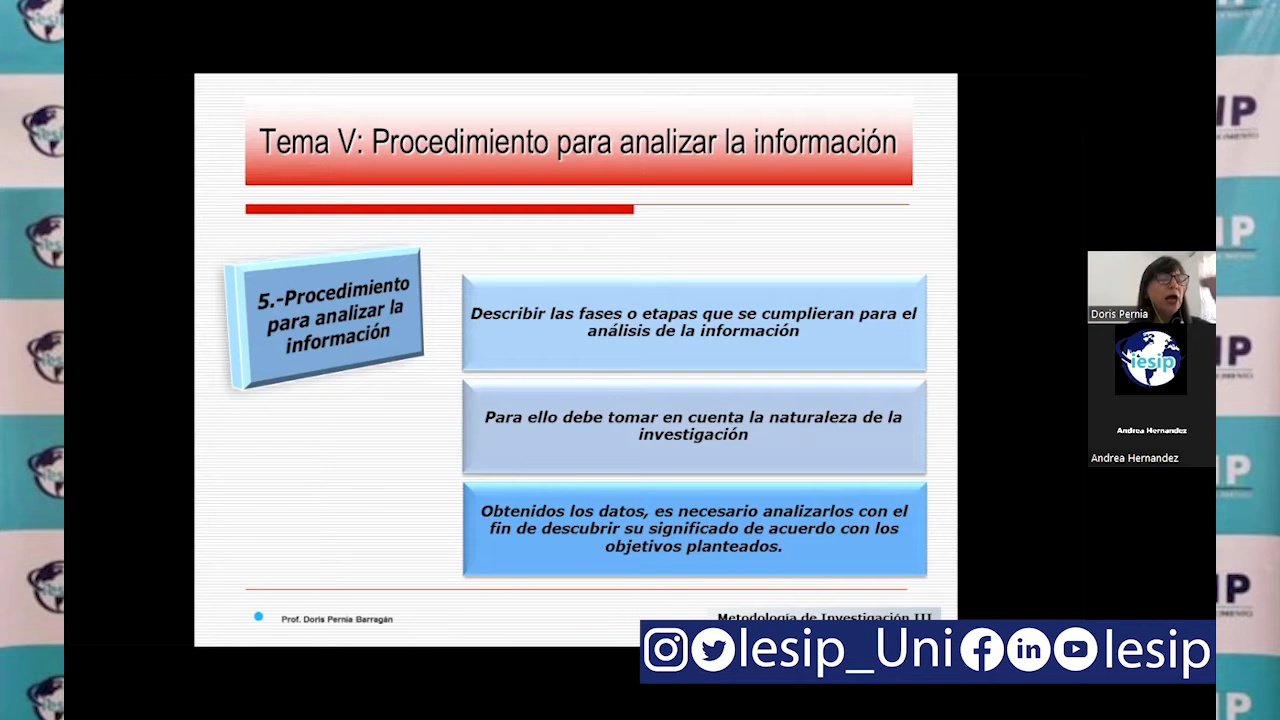 Tema V: Procedimiento para analizar la información
5.-Procedimiento
para analizar la
información
Describir las fases o etapas que se cumplieran para el
análisis de la información
Para ello debe tomar en cuenta la naturaleza de la
investigación
Obtenidos los datos, es necesario analizarlos con el
fin de descubrir su significado de acuerdo con los
objetivos planteados.
Prof. Doris Pernía Barragán
Metodología de Investigación III
Doris Pernia
iesip
Andrea Hernandez
Andrea Hernandez
Iesip_Uni
Iesip